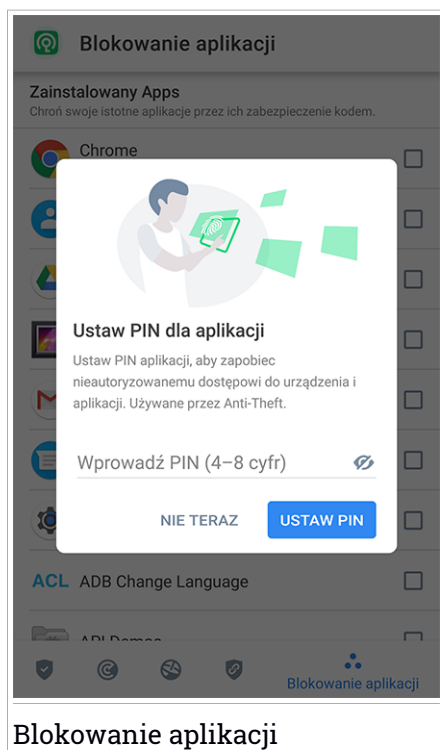 Blokowanie aplikacji
Zainstalowany Apps
Chroń swoje istotne aplikacje przez ich zabezpieczenie kodem.
Chrome
Ustaw PIN dla aplikacji
Ustaw PIN aplikacji, aby zapobiec
nieautoryzowanemu dostępowi do urządzenia i
aplikacji. Używane przez Anti-Theft.
Wprowadź PIN (4–8 cyfr)
NIE TERAZ USTAW PIN
ACL ADB Change Language
API Demos
Blokowanie aplikacji
Blokowanie aplikacji